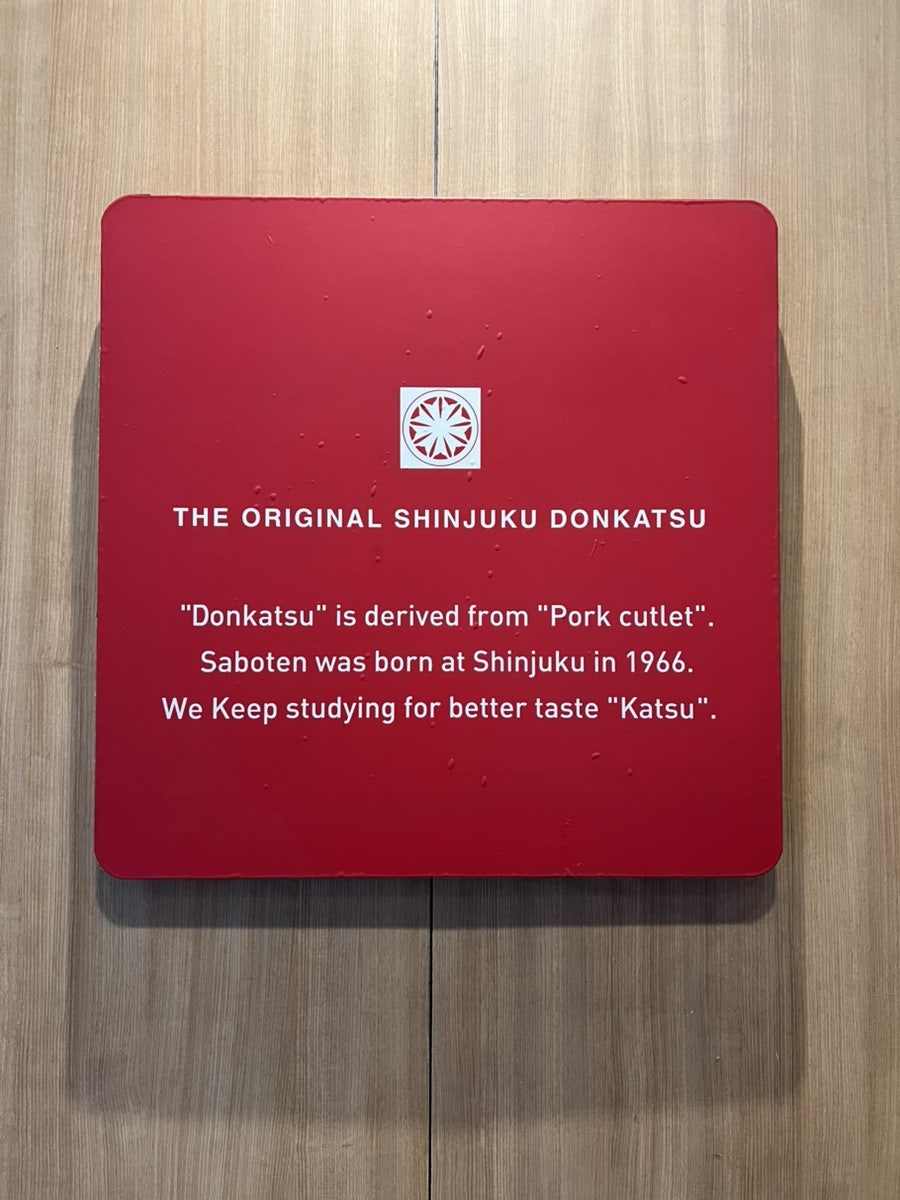 THE ORIGINAL SHINJUKU DONKATSU
"Donkatsu" is derived from "Pork cutlet".
Saboten was born at Shinjuku in 1966.
We Keep studying for better taste "Katsu".